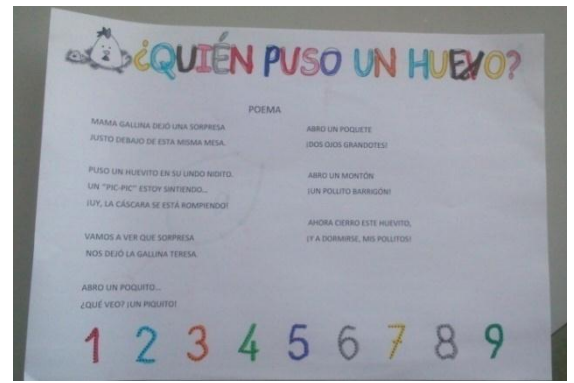 ¿QUIÉN PUSO UN HUEVO?
POEMA
MAMA GALLINA DEJÓ UNA SORPRESA
JUSTO DEBAJO DE ESTA MISMA MESA.
PUSO UN HUEVITO EN SU LINDO NIDITO.
UN "PIC-PIC" ESTOY SINTIENDO...
¡UY, LA CÁSCARA SE ESTÁ ROMPIENDO!
VAMOS A VER QUE SORPRESA
NOS DEJÓ LA GALLINA TERESA.
ABRO UN POQUITO...
¿QUÉ VEO? ¡UN PIQUITO!
ABRO UN POQUETE
¡DOS OJOS GRANDOTES!
ABRO UN MONTÓN
¡UN POLLITO BARRIGÓN!
AHORA CIERRO ESTE HUEVITO,
¡Y A DORMIRSE, MIS POLLITOS!
1 2 3 4 5 6 7 8 9